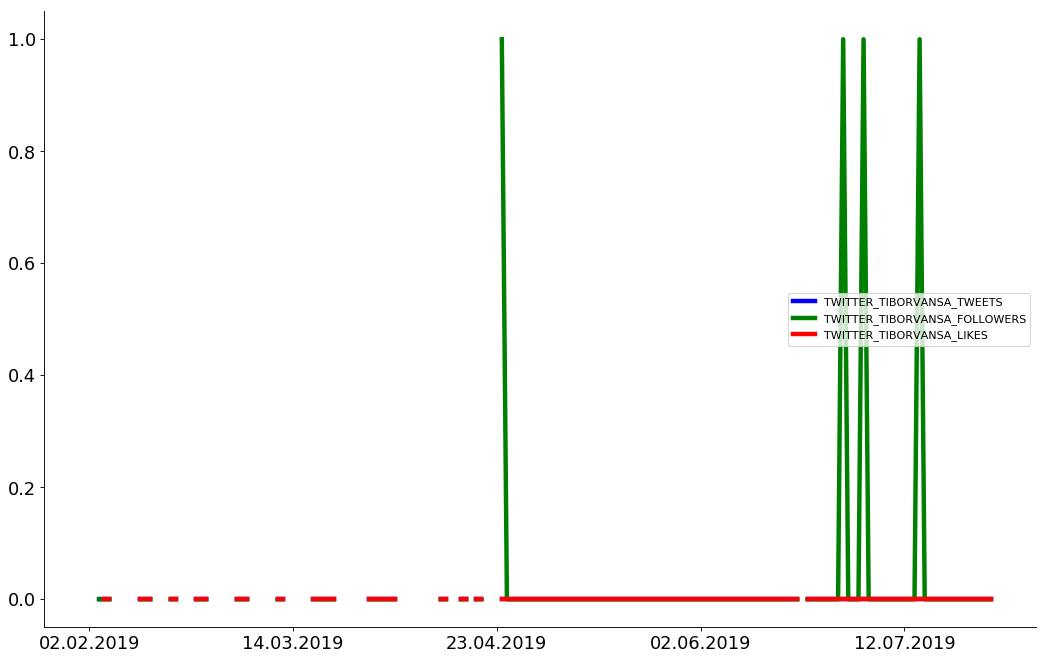 1.0
0.8
0.6
0.4
0.2
0.0
TWITTER_TIBORVANSA_TWEETS
TWITTER_TIBORVANSA_FOLLOWERS
TWITTER_TIBORVANSA_LIKES
02.02.2019 14.03.2019 23.04.2019 02.06.2019 12.07.2019